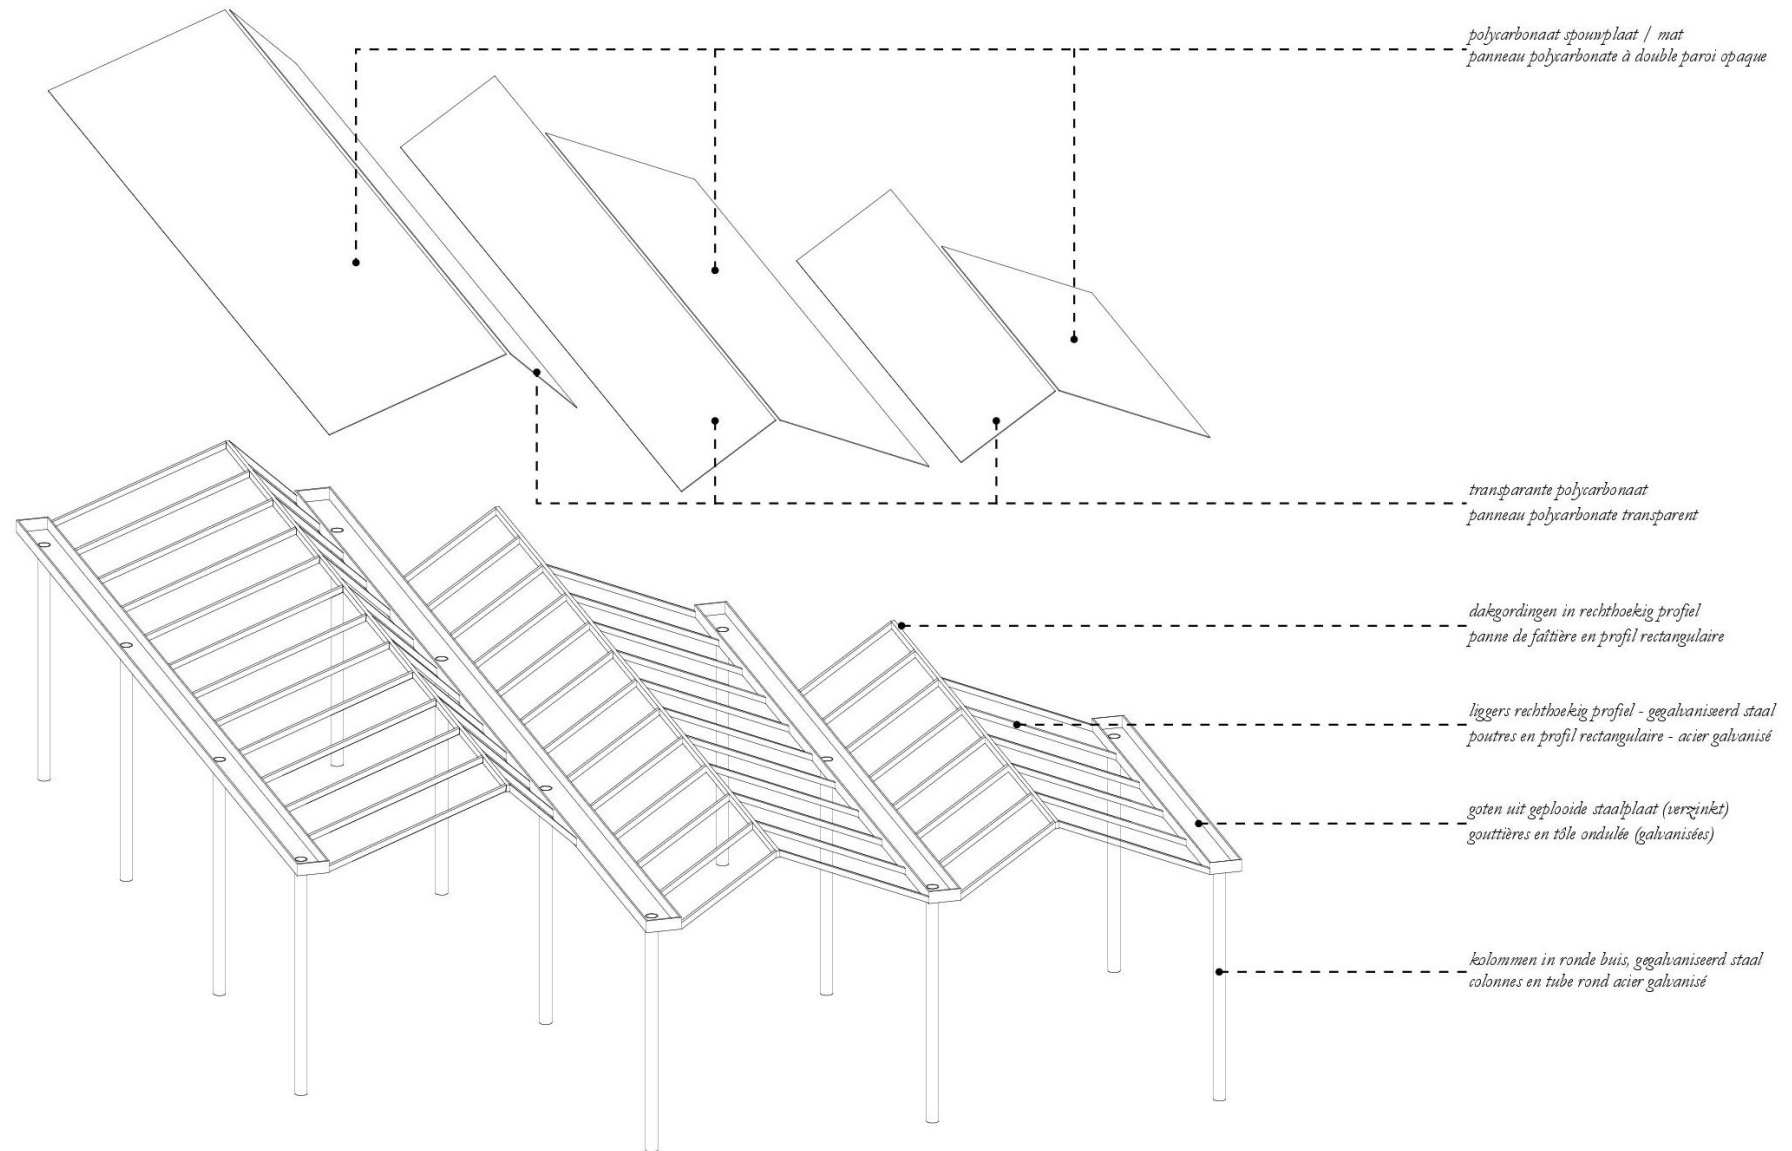 polycarbonaat spouwplaat / mat
panneau polycarbonate à double paroi opaque
transparante polycarbonaat
panneau polycarbonate transparent
dakgordingen in rechthoekig profiel
panne de faîtière en profil rectangulaire
liggers rechthoekig profiel - gegalvaniseerd staal
poutres en profil rectangulaire - acier galvanisé
goten uit geplooide staalplaat (verzinkt)
gouttières en tôle ondulée (galvanisées)
kolommen in ronde buis, gegalvaniseerd staal
colonnes en tube rond acier galvanisé